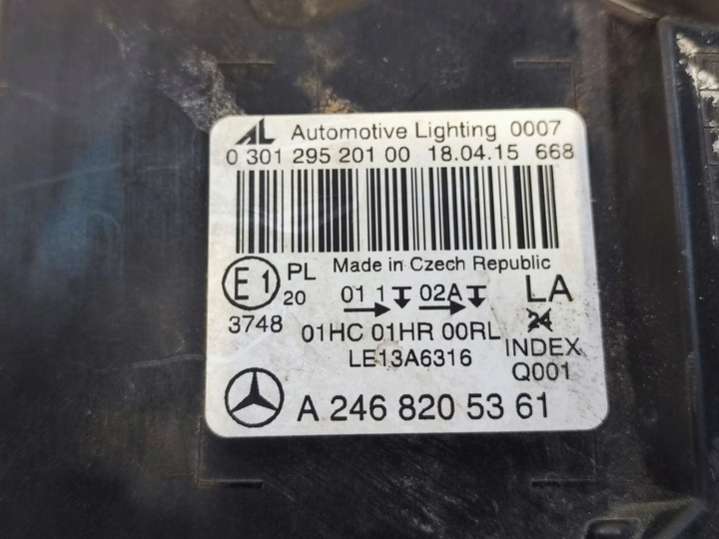 AL Automotive Lighting 0007
0 301 295 201 00 18.04.15 668
Made in Czech Republic
E1 PL 01 1 02A LA
20
3748 01HC 01HR 00RL 24
LE13A6316 INDEX
Q001
A 246 820 53 61